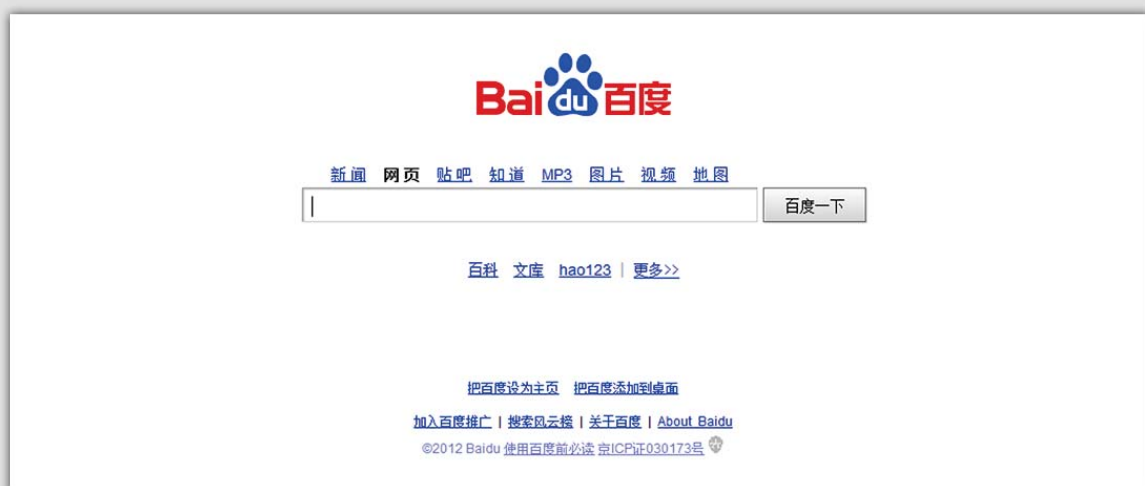 Bai du 百度
新闻 网页 贴吧 知道 MP3 图片 视频 地图
百度一下
百科 文库 hao123 | 更多>>
把百度设为主页 把百度添加到桌面
加入百度推广 | 搜索风云榜 | 关于百度 | About Baidu
©2012 Baidu 使用百度前必读 京ICP证030173号